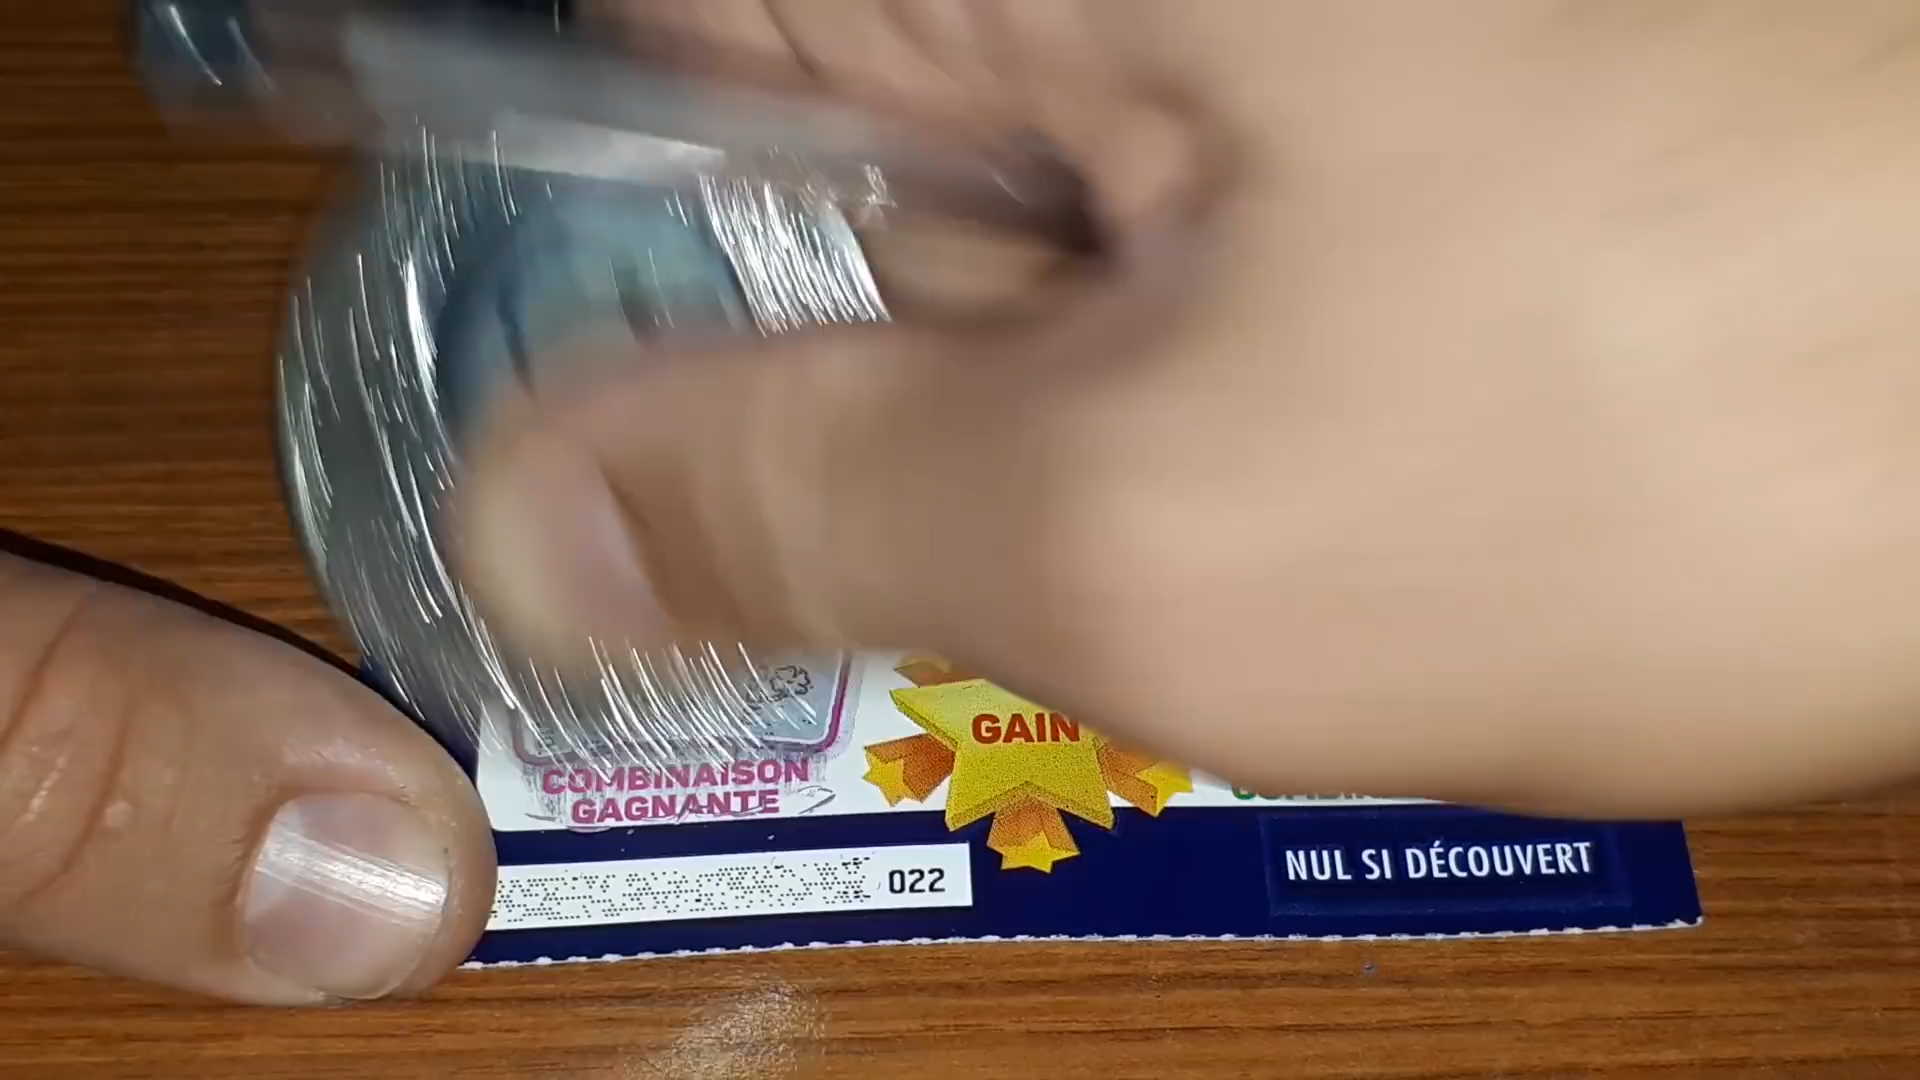 GAIN
COMBINAISON
GAGNANTE
022
NUL SI DÉCOUVERT